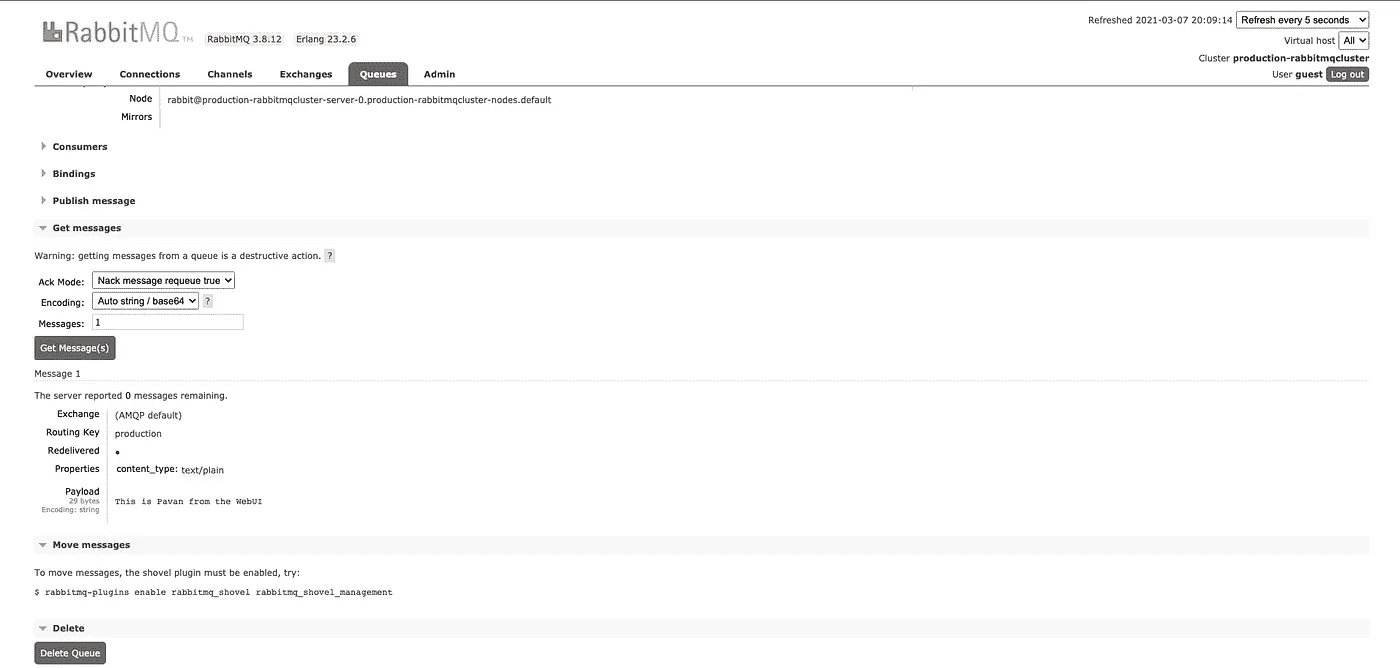 RabbitMQ TM RabbitMQ 3.8.12 Erlang 23.2.6
Refreshed 2021-03-07 20:09:14 Refresh every 5 seconds
Virtual host All
Cluster production-rabbitmqcluster
User guest Log out
Overview Connections Channels Exchanges Queues Admin
Node rabbit@production-rabbitmqcluster-server-0.production-rabbitmqcluster-nodes.default
Mirrors
Consumers
Bindings
Publish message
Get messages
Warning: getting messages from a queue is a destructive action. ?
Ack Mode: Nack message requeue true
Encoding: Auto string / base64 ?
Messages: 1
Get Message(s)
Message 1
The server reported 0 messages remaining.
Exchange (AMQP default)
Routing Key production
Redelivered ●
Properties content_type: text/plain
Payload
29 bytes
Encoding: string
This is Pavan from the WebUI
Move messages
To move messages, the shovel plugin must be enabled, try:
$ rabbitmq-plugins enable rabbitmq_shovel rabbitmq_shovel_management
Delete
Delete Queue